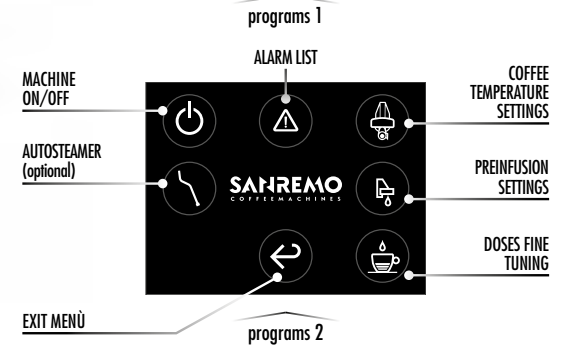 programs 1
ALARM LIST
MACHINE
ON/OFF
COFFEE
TEMPERATURE
SETTINGS
AUTOSTEAMER
(optional)
SANREMO
COFFEEMACHINES
PREINFUSION
SETTINGS
DOSES FINE
TUNING
EXIT MENÙ
programs 2